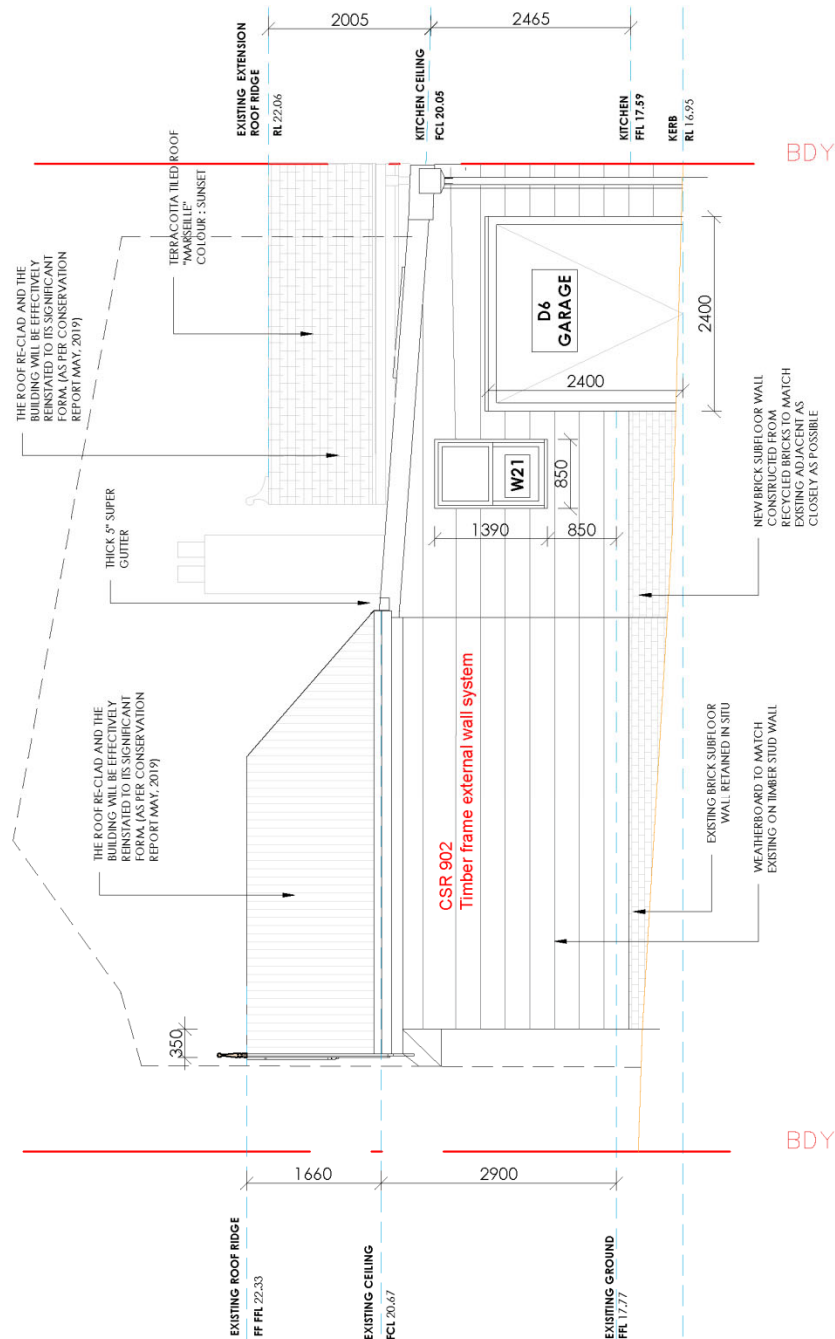 2005
2465
EXISTING EXTENSION
ROOF RIDGE
RL 22.06
KITCHEN CEILING
FCL 20.05
KITCHEN
FFL 17.59
KERB
RL 16.95
BDY
THE ROOF RE-CLAD AND THE
BUILDING WILL BE EFFECTIVELY
REINSTATED TO ITS SIGNIFICANT
FORM. (AS PER CONSERVATION
REPORT MAY, 2019)
TERRACOTTA TILED ROOF
"MARSEILLE"
COLOUR : SUNSET
D6
GARAGE
2400
2400
W21
850
1390
850
THICK 5" SUPER
GUTTER
NEW BRICK SUBFLOOR WALL
CONSTRUCTED FROM
RECYCLED BRICKS TO MATCH
EXISTING ADJACENT AS
CLOSELY AS POSSIBLE
THE ROOF RE-CLAD AND THE
BUILDING WILL BE EFFECTIVELY
REINSTATED TO ITS SIGNIFICANT
FORM. (AS PER CONSERVATION
REPORT MAY, 2019)
CSR 902
Timber frame external wall system
EXISTING BRICK SUBFLOOR
WALL RETAINED IN SITU
WEATHERBOARD TO MATCH
EXISTING ON TIMBER STUD WALL
350
BDY
1660
2900
EXISTING ROOF RIDGE
FF FFL 22.33
EXISTING CEILING
FCL 20.67
EXISITING GROUND
FFL 17.77